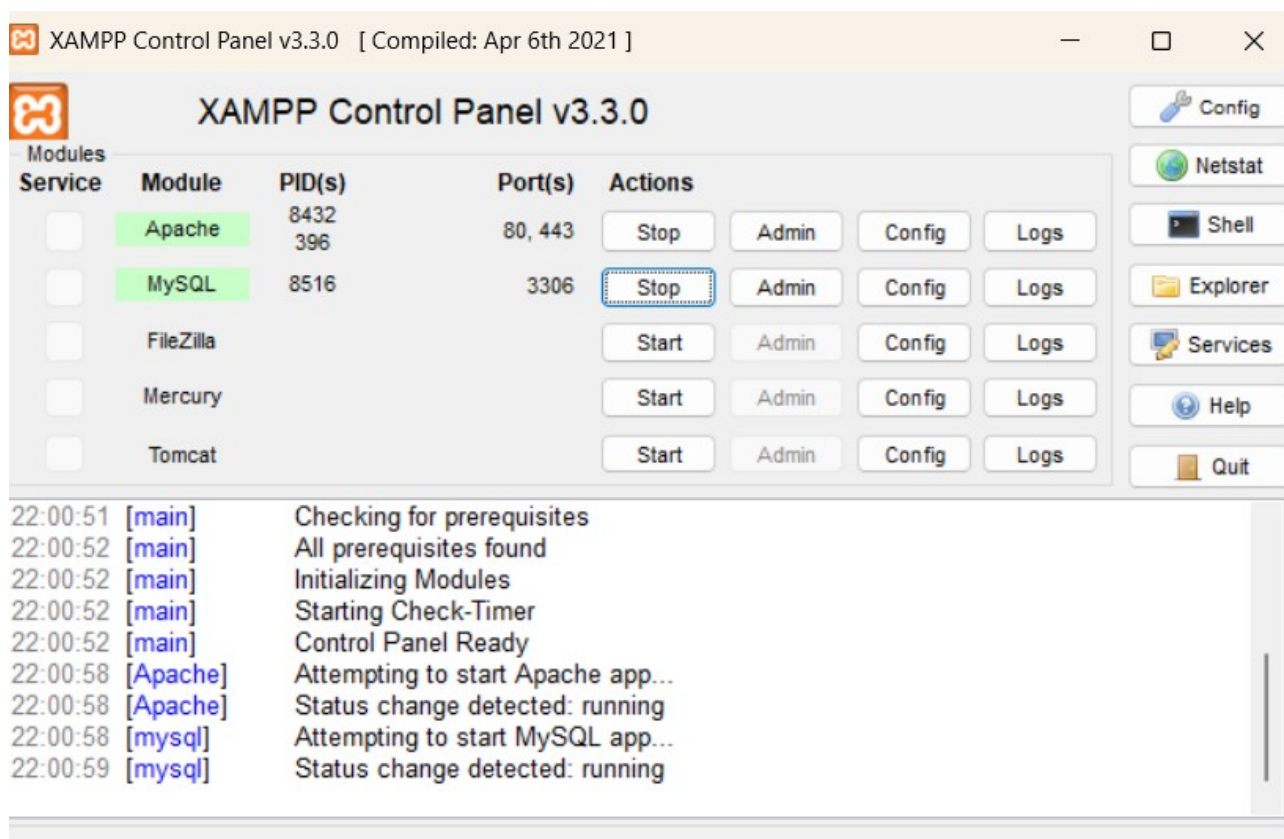 XAMPP Control Panel v3.3.0 [ Compiled: Apr 6th 2021 ]
XAMPP Control Panel v3.3.0
Config
Modules
Netstat
Service Module PID(s) Port(s) Actions
Apache 8432 396 80, 443 Stop Admin Config Logs
Shell
MySQL 8516 3306 Stop Admin Config Logs
Explorer
FileZilla Start Admin Config Logs
Services
Mercury Start Admin Config Logs
Help
Tomcat Start Admin Config Logs
Quit
22:00:51 [main] Checking for prerequisites
22:00:52 [main] All prerequisites found
22:00:52 [main] Initializing Modules
22:00:52 [main] Starting Check-Timer
22:00:52 [main] Control Panel Ready
22:00:58 [Apache] Attempting to start Apache app...
22:00:58 [Apache] Status change detected: running
22:00:58 [mysql] Attempting to start MySQL app...
22:00:59 [mysql] Status change detected: running